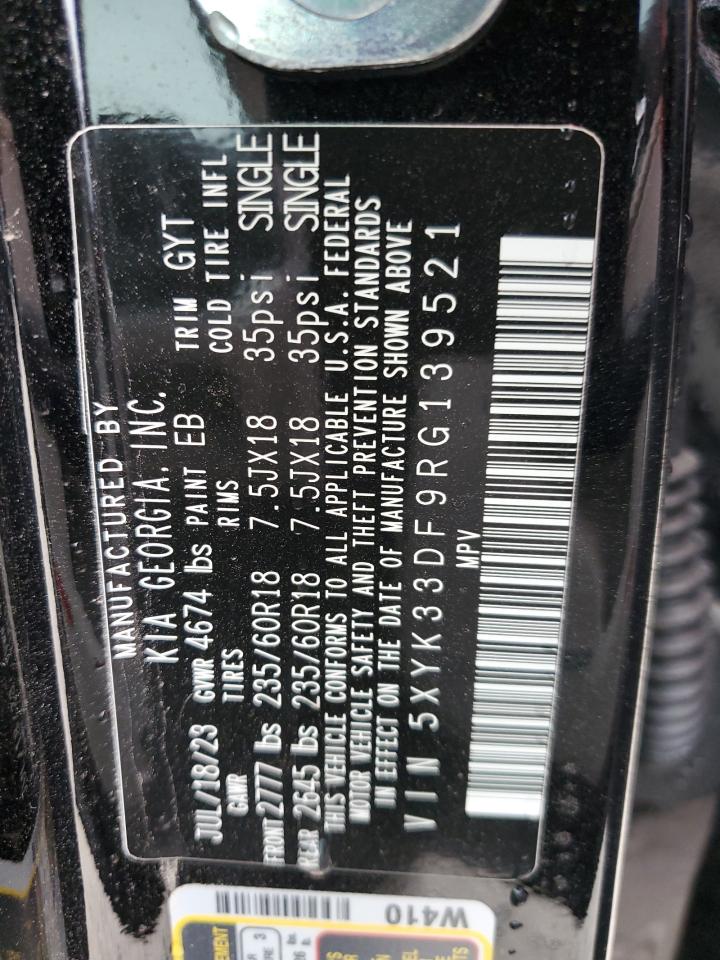 MANUFACTURED BY
KIA GEORGIA. INC.
JUL/18/23 GVWR 4674 lbs PAINT EB TRIM GYT
GAWR TIRES RIMS COLD TIRE INFL
FRONT 2777 lbs 235/60R18 7.5JX18 35psi SINGLE
REAR 2645 lbs 235/60R18 7.5JX18 35psi SINGLE
THIS VEHICLE CONFORMS TO ALL APPLICABLE U.S.A. FEDERAL
MOTOR VEHICLE SAFETY AND THEFT PREVENTION STANDARDS
IN EFFECT ON THE DATE OF MANUFACTURE SHOWN ABOVE
VIN 5XYK33DF9RG139521
MPV
W410